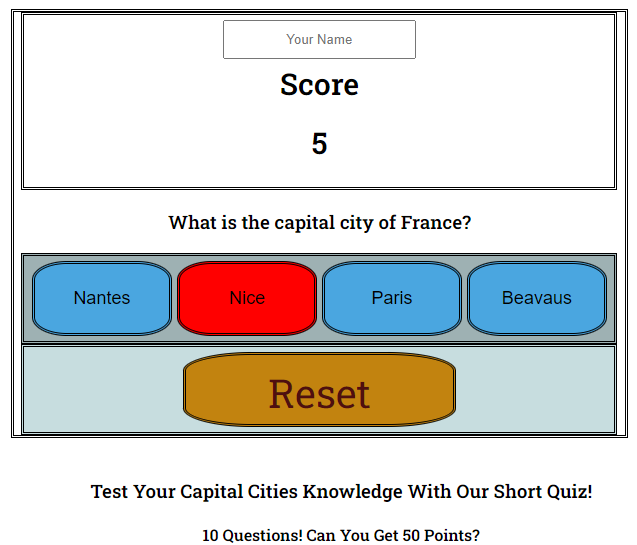 Your Name
Score
5
What is the capital city of France?
Nantes Nice Paris Beavaus
Reset
Test Your Capital Cities Knowledge With Our Short Quiz!
10 Questions! Can You Get 50 Points?